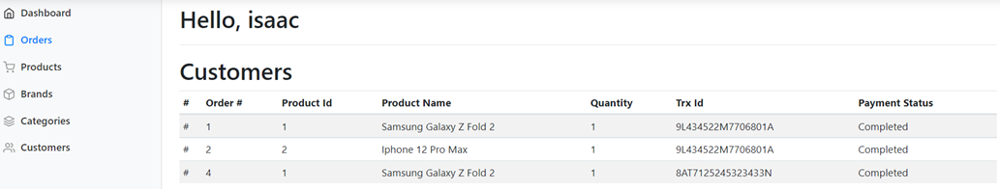 Dashboard
Orders
Products
Brands
Categories
Customers
Hello, isaac
Customers
# Order # Product Id Product Name Quantity Trx Id Payment Status
# 1 1 Samsung Galaxy Z Fold 2 1 9L434522M7706801A Completed
# 2 2 Iphone 12 Pro Max 1 9L434522M7706801A Completed
# 4 1 Samsung Galaxy Z Fold 2 1 8AT7125245323433N Completed